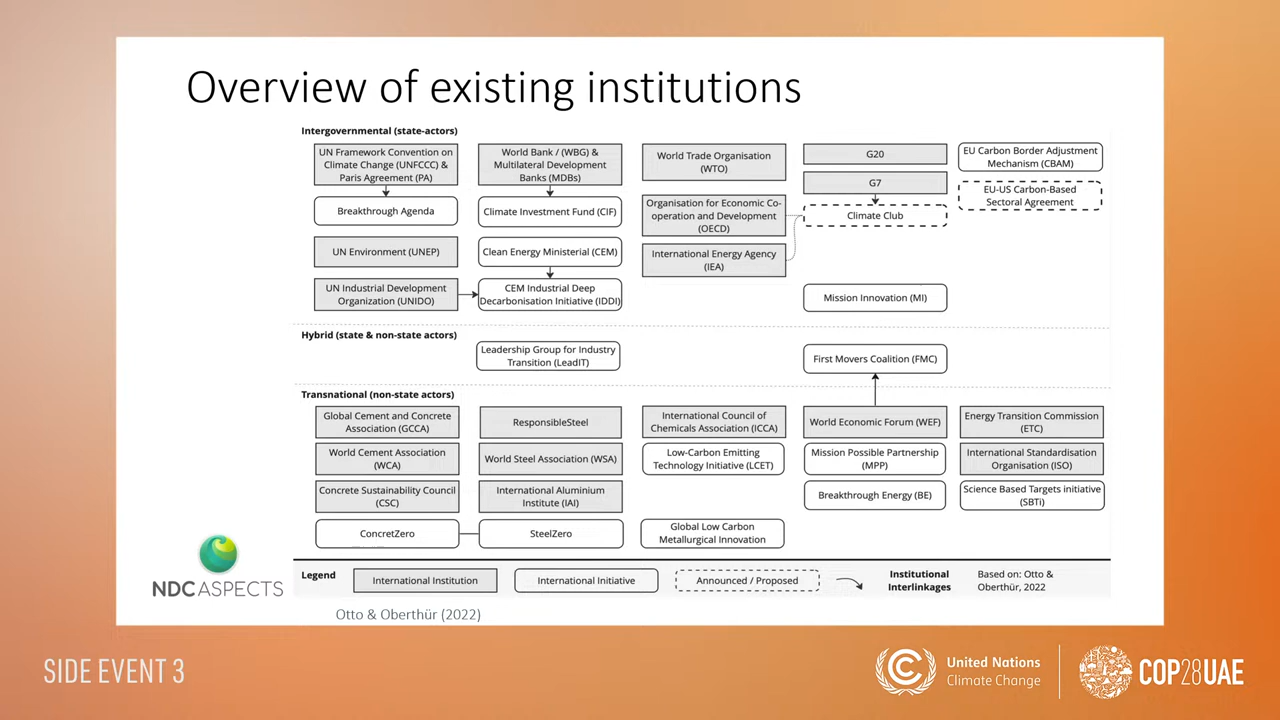 Overview of existing institutions
Intergovernmental (state-actors)
UN Framework Convention on
Climate Change (UNFCCC) &
Paris Agreement (PA)
World Bank / (WBG) &
Multilateral Development
Banks (MDBs)
World Trade Organisation
(WTO)
G20
EU Carbon Border Adjustment
Mechanism (CBAM)
G7
EU-US Carbon-Based
Sectoral Agreement
Breakthrough Agenda
Climate Investment Fund (CIF)
Organisation for Economic Co-
operation and Development
(OECD)
Climate Club
UN Environment (UNEP)
Clean Energy Ministerial (CEM)
International Energy Agency
(IEA)
UN Industrial Development
Organization (UNIDO)
CEM Industrial Deep
Decarbonisation Initiative (IDDI)
Mission Innovation (MI)
Hybrid (state & non-state actors)
Leadership Group for Industry
Transition (LeadIT)
First Movers Coalition (FMC)
Transnational (non-state actors)
Global Cement and Concrete
Association (GCCA)
ResponsibleSteel
International Council of
Chemicals Association (ICCA)
World Economic Forum (WEF)
Energy Transition Commission
(ETC)
World Cement Association
(WCA)
World Steel Association (WSA)
Low-Carbon Emitting
Technology Initiative (LCET)
Mission Possible Partnership
(MPP)
International Standardisation
Organisation (ISO)
Concrete Sustainability Council
(CSC)
International Aluminium
Institute (IAI)
Breakthrough Energy (BE)
Science Based Targets initiative
(SBTi)
ConcretZero
SteelZero
Global Low Carbon
Metallurgical Innovation
Legend
International Institution
International Initiative
Announced / Proposed
Institutional
Interlinkages
Based on: Otto &
Oberthür, 2022
NDC ASPECTS
Otto & Oberthür (2022)
SIDE EVENT 3
United Nations
Climate Change
COP28UAE